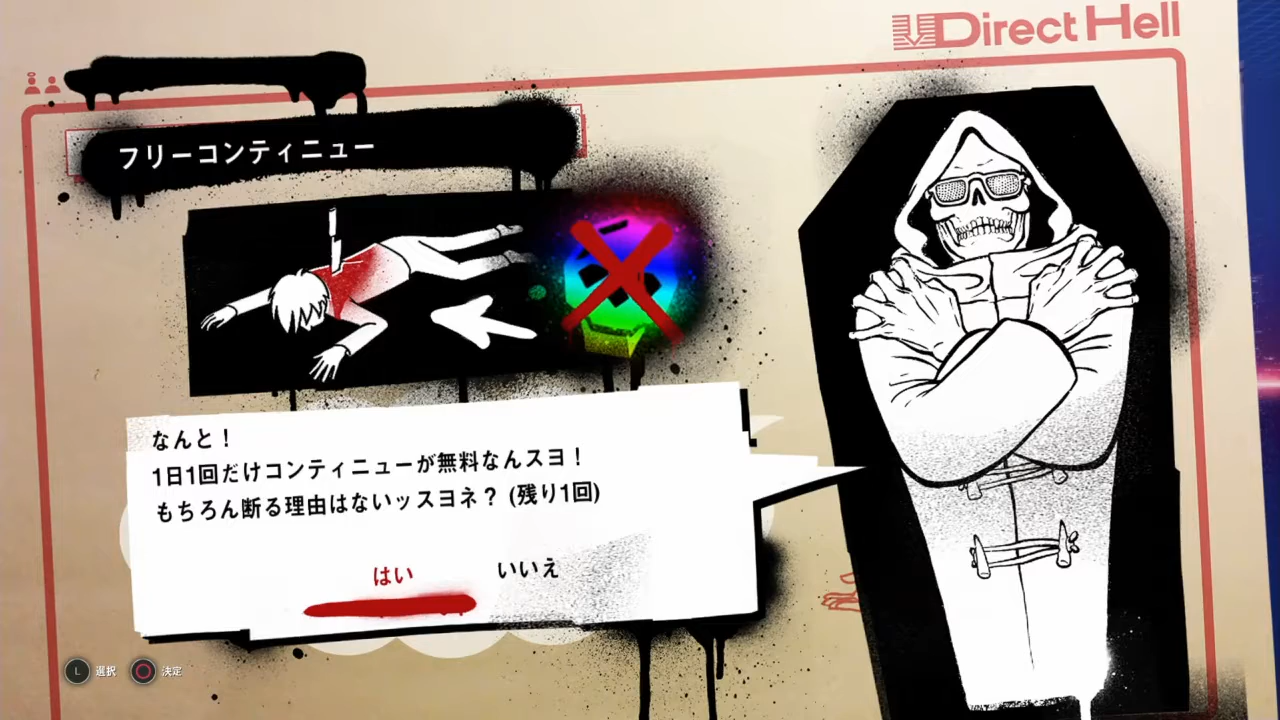 Direct Hell
フリーコンティニュー
なんと！
1日1回だけコンティニューが無料なんスヨ！
もちろん断る理由はないッスヨネ？ (残り1回)
はい いいえ
L 選択 決定